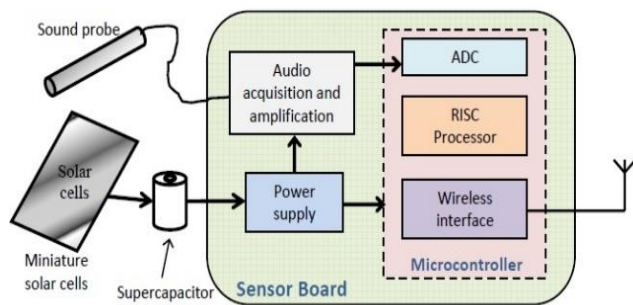 Sound probe
Audio
acquisition and
amplification
ADC
RISC
Processor
Solar
cells
Power
supply
Wireless
interface
Miniature
solar cells
Supercapacitor
Sensor Board
Microcontroller